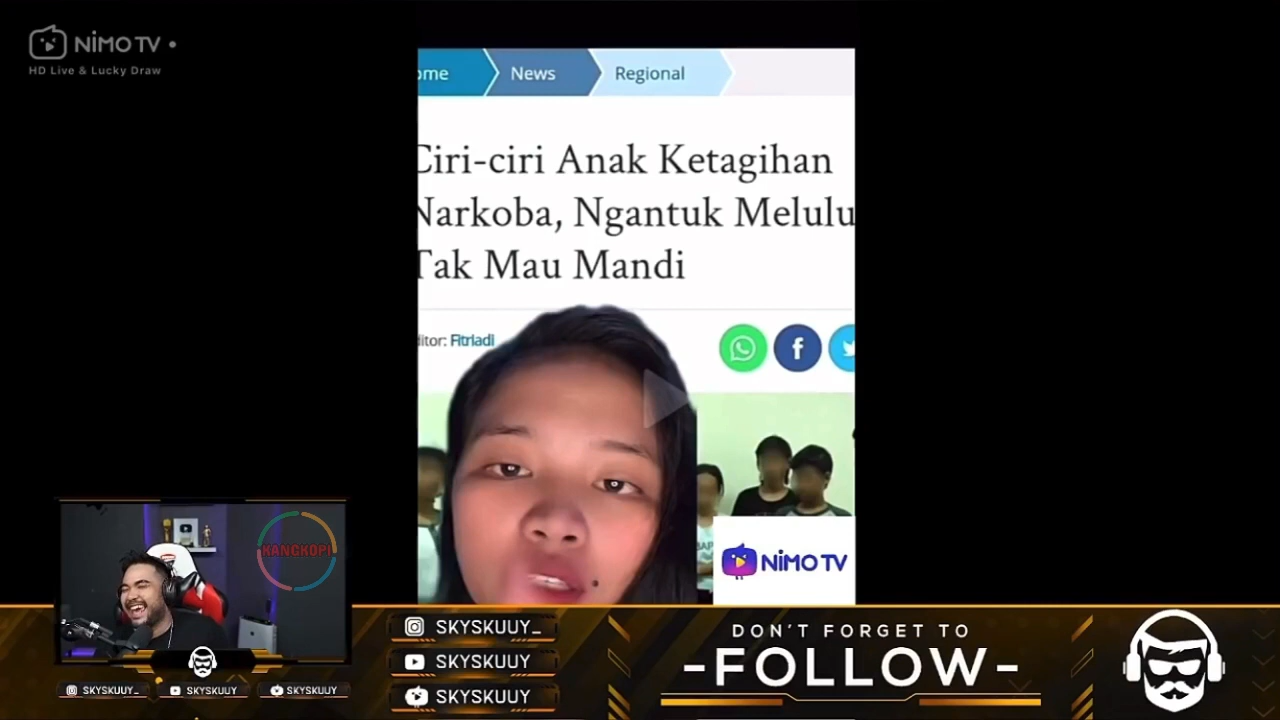 NIMO TV
HD Live & Lucky Draw
ome
News
Regional
Ciri-ciri Anak Ketagihan
Narkoba, Ngantuk Melulu
Tak Mau Mandi
ditor: Fitriadi
NIMO TV
KANGKOPI
SKYSKUUY_
SKYSKUUY
SKYSKUUY
SKYSKUUY_
SKYSKUUY
SKYSKUUY
DON'T FORGET TO
-FOLLOW-